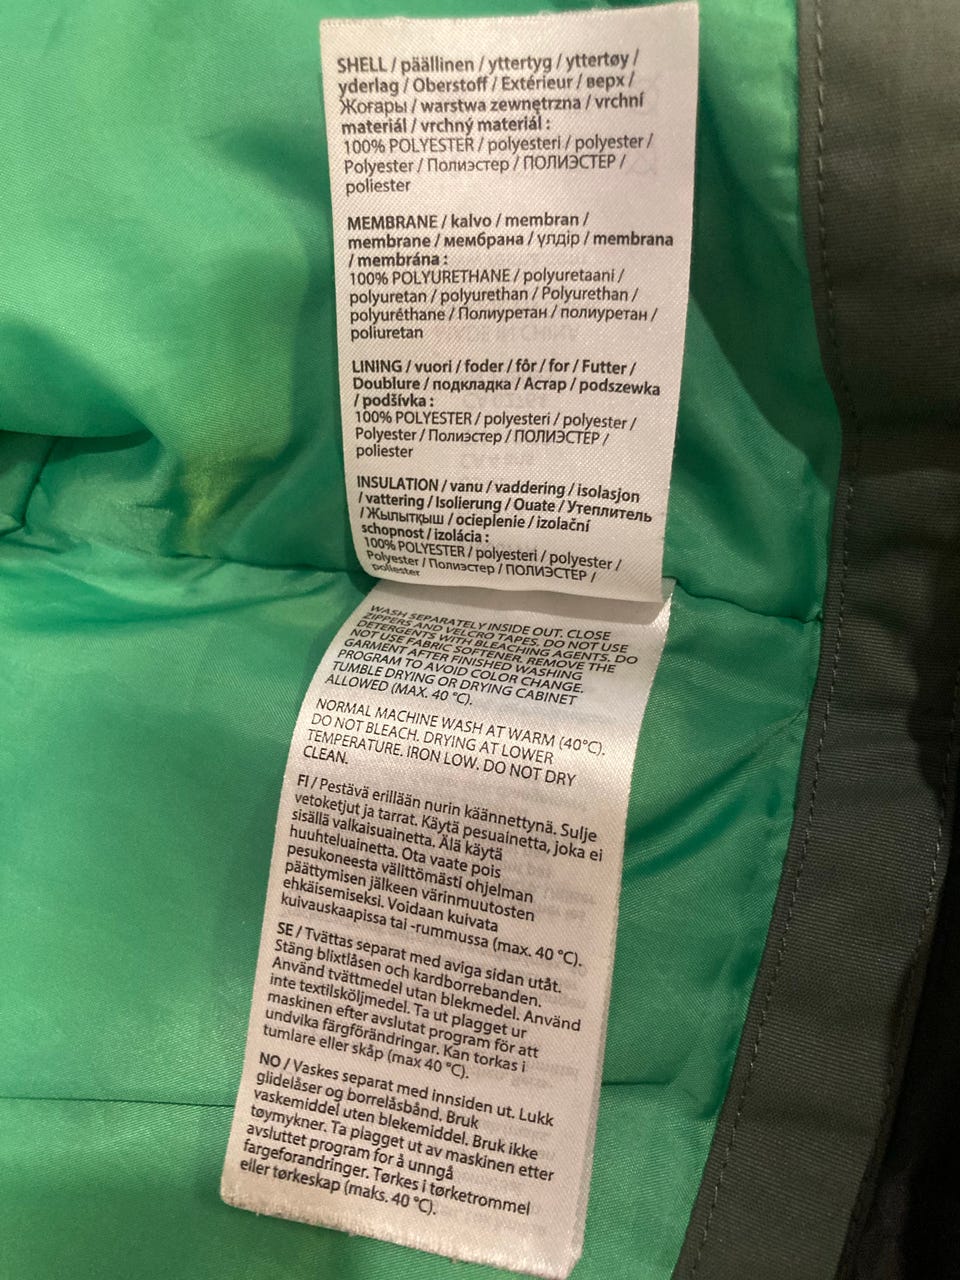 SHELL / päällinen / yttertyg / yttertøy /
yderlag / Oberstoff / Extérieur / верх /
Жоғары / warstwa zewnętrzna / vrchní
materiál / vrchný materiál :
100% POLYESTER / polyesteri / polyester /
Polyester / Полиэстер / ПОЛИЭСТЕР /
poliester
MEMBRANE / kalvo / membran /
membrane / мембрана / үлдір / membrana
/ membrána :
100% POLYURETHANE / polyuretaani /
polyuretan / polyurethan / Polyurethan /
polyuréthane / Полиуретан / полиуретан /
poliuretan
LINING / vuori / foder / fôr / for / Futter /
Doublure / подкладка / Астар / podszewka
/ podšívka :
100% POLYESTER / polyesteri / polyester /
Polyester / Полиэстер / ПОЛИЭСТЕР /
poliester
INSULATION / vanu / vaddering / isolasjon
/ vattering / Isolierung / Ouate / Утеплитель
/ Жылытқыш / ocieplenie / izolační
schopnost / izolácia :
100% POLYESTER / polyesteri / polyester /
Polyester / Полиэстер / ПОЛИЭСТЕР /
poliester
WASH SEPARATELY INSIDE OUT. CLOSE
ZIPPERS AND VELCRO TAPES. DO NOT USE
DETERGENTS WITH BLEACHING AGENTS. DO
NOT USE FABRIC SOFTENER. REMOVE THE
GARMENT AFTER FINISHED WASHING
PROGRAM TO AVOID COLOR CHANGE.
TUMBLE DRYING OR DRYING CABINET
ALLOWED (MAX. 40 °C).
NORMAL MACHINE WASH AT WARM (40°C).
DO NOT BLEACH. DRYING AT LOWER
TEMPERATURE. IRON LOW. DO NOT DRY
CLEAN.
FI / Pestävä erillään nurin käännettynä. Sulje
vetoketjut ja tarrat. Käytä pesuainetta, joka ei
sisällä valkaisuainetta. Älä käytä
huuhteluainetta. Ota vaate pois
pesukoneesta välittömästi ohjelman
päättymisen jälkeen värinmuutosten
ehkäisemiseksi. Voidaan kuivata
kuivauskaapissa tai -rummussa (max. 40 °C).
SE / Tvättas separat med aviga sidan utåt.
Stäng blixtlåsen och kardborrebanden.
Använd tvättmedel utan blekmedel. Använd
inte textilsköljmedel. Ta ut plagget ur
maskinen efter avslutat program för att
undvika färgförändringar. Kan torkas i
tumlare eller skåp (max 40 °C).
NO / Vaskes separat med innsiden ut. Lukk
glidelåser og borrelåsbånd. Bruk
vaskemiddel uten blekemiddel. Bruk ikke
tøymykner. Ta plagget ut av maskinen etter
avsluttet program for å unngå
fargeforandringer. Tørkes i tørketrommel
eller tørkeskap (maks. 40 °C).